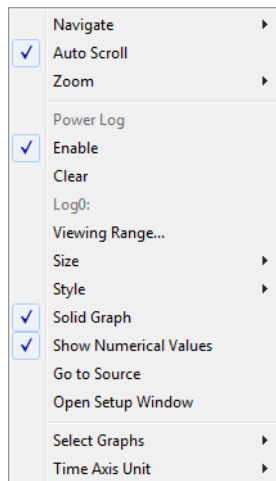 Navigate
Auto Scroll
Zoom
Power Log
Enable
Clear
Log0:
Viewing Range...
Size
Style
Solid Graph
Show Numerical Values
Go to Source
Open Setup Window
Select Graphs
Time Axis Unit